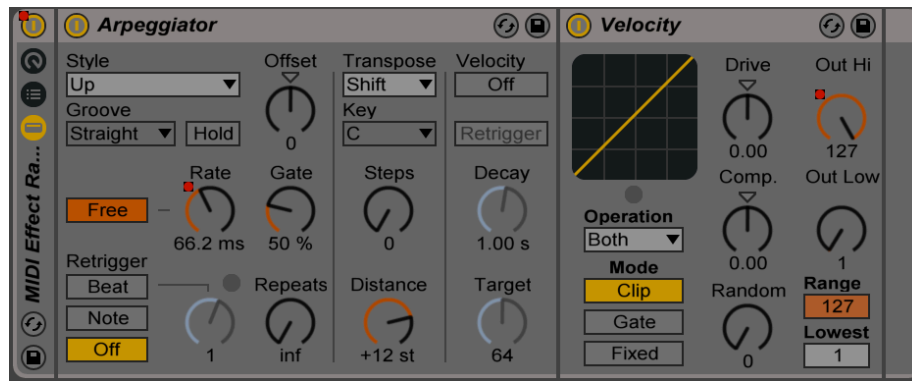 MIDI Effect Ra...
Arpeggiator
Style
Up
Groove
Straight
Hold
Offset
0
Transpose
Shift
Key
C
Velocity
Off
Retrigger
Free
Rate
66.2 ms
Gate
50 %
Steps
0
Decay
1.00 s
Retrigger
Beat
Note
Off
1
Repeats
inf
Distance
+12 st
Target
64
Velocity
Operation
Both
Mode
Clip
Gate
Fixed
Drive
0.00
Comp.
0.00
Random
0
Out Hi
127
Out Low
1
Range
127
Lowest
1